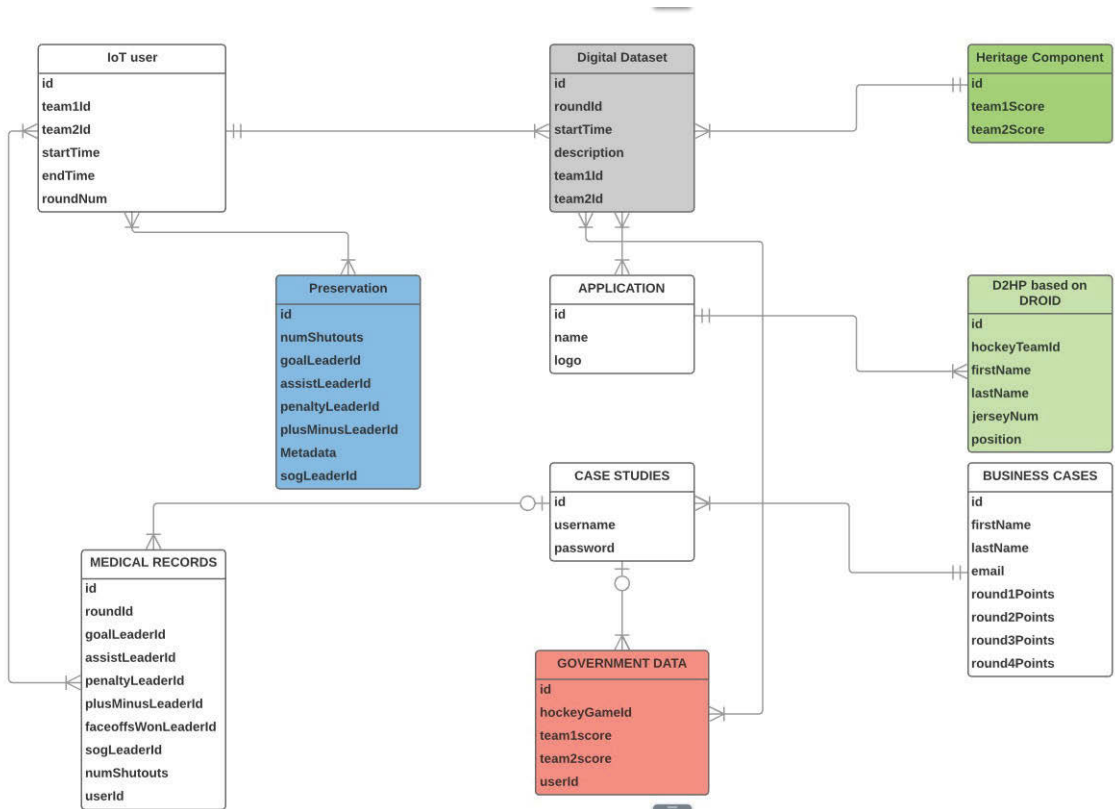 IoT user
id
team1Id
team2Id
startTime
endTime
roundNum
Digital Dataset
id
roundId
startTime
description
team1Id
team2Id
Heritage Component
id
team1Score
team2Score
Preservation
id
numShutouts
goalLeaderId
assistLeaderId
penaltyLeaderId
plusMinusLeaderId
Metadata
sogLeaderId
APPLICATION
id
name
logo
D2HP based on
DROID
id
hockeyTeamId
firstName
lastName
jerseyNum
position
CASE STUDIES
id
username
password
BUSINESS CASES
id
firstName
lastName
email
round1Points
round2Points
round3Points
round4Points
MEDICAL RECORDS
id
roundId
goalLeaderId
assistLeaderId
penaltyLeaderId
plusMinusLeaderId
faceoffsWonLeaderId
sogLeaderId
numShutouts
userId
GOVERNMENT DATA
id
hockeyGameId
team1score
team2score
userId